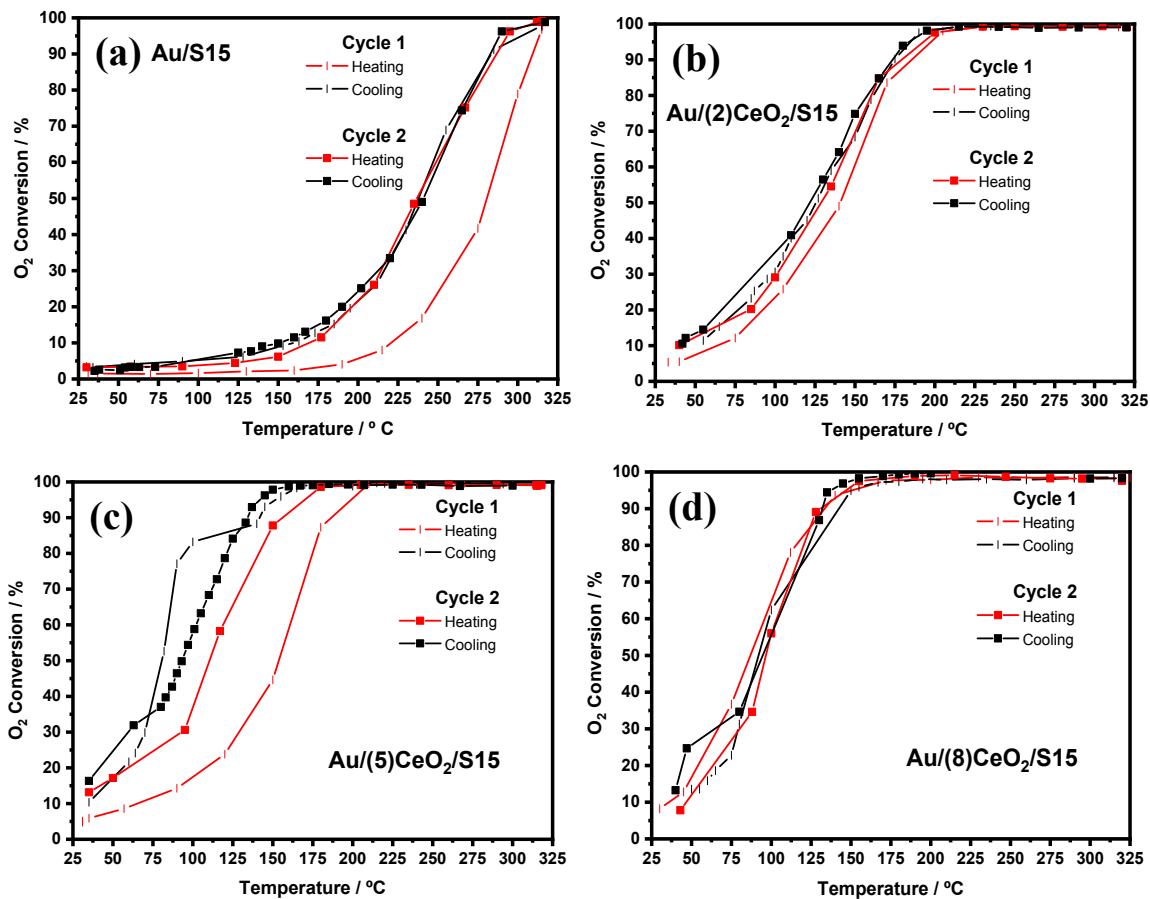 (a)
Au/S15
Cycle 1
Heating
Cooling
Cycle 2
Heating
Cooling
O₂ Conversion / %
100
90
80
70
60
50
40
30
20
10
0
25 50 75 100 125 150 175 200 225 250 275 300 325
Temperature / º C
(b)
Au/(2)CeO₂/S15
Cycle 1
Heating
Cooling
Cycle 2
Heating
Cooling
O₂ Conversion / %
100
90
80
70
60
50
40
30
20
10
0
25 50 75 100 125 150 175 200 225 250 275 300 325
Temperature / ºC
(c)
Cycle 1
Heating
Cooling
Cycle 2
Heating
Cooling
Au/(5)CeO₂/S15
O₂ Conversion / %
100
90
80
70
60
50
40
30
20
10
0
25 50 75 100 125 150 175 200 225 250 275 300 325
Temperature / ºC
(d)
Cycle 1
Heating
Cooling
Cycle 2
Heating
Cooling
Au/(8)CeO₂/S15
O₂ Conversion / %
100
90
80
70
60
50
40
30
20
10
0
25 50 75 100 125 150 175 200 225 250 275 300 325
Temperature / ºC